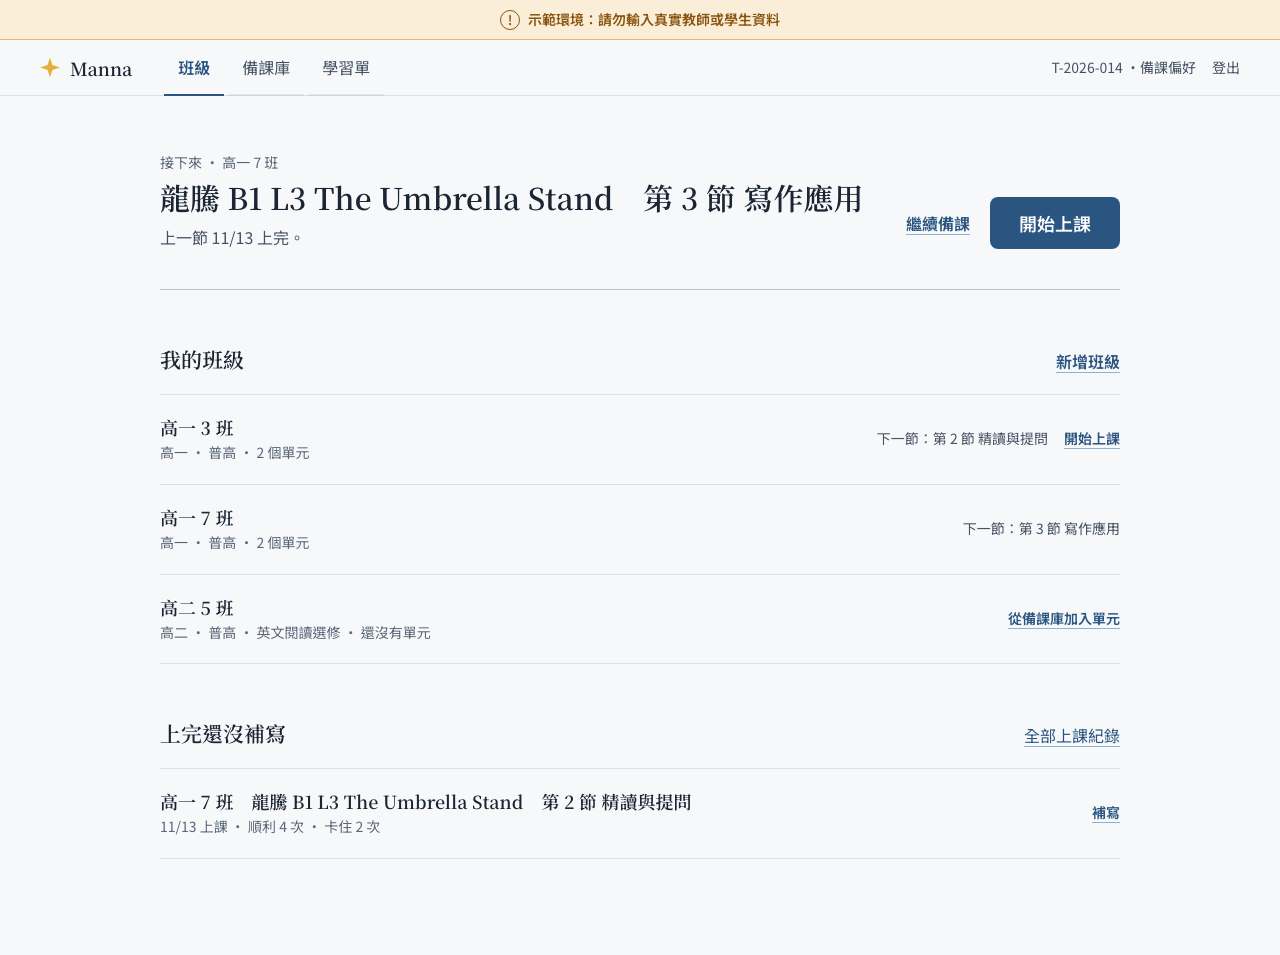 示範環境：請勿輸入真實教師或學生資料
Manna
班級
備課庫
學習單
T-2026-014 ・備課偏好
登出
接下來 ・ 高一 7 班
龍騰 B1 L3 The Umbrella Stand　第 3 節 寫作應用
上一節 11/13 上完。
繼續備課
開始上課
我的班級
新增班級
高一 3 班
高一 ・ 普高 ・ 2 個單元
下一節：第 2 節 精讀與提問
開始上課
高一 7 班
高一 ・ 普高 ・ 2 個單元
下一節：第 3 節 寫作應用
高二 5 班
高二 ・ 普高 ・ 英文閱讀選修 ・ 還沒有單元
從備課庫加入單元
上完還沒補寫
全部上課紀錄
高一 7 班　龍騰 B1 L3 The Umbrella Stand　第 2 節 精讀與提問
11/13 上課 ・ 順利 4 次 ・ 卡住 2 次
補寫